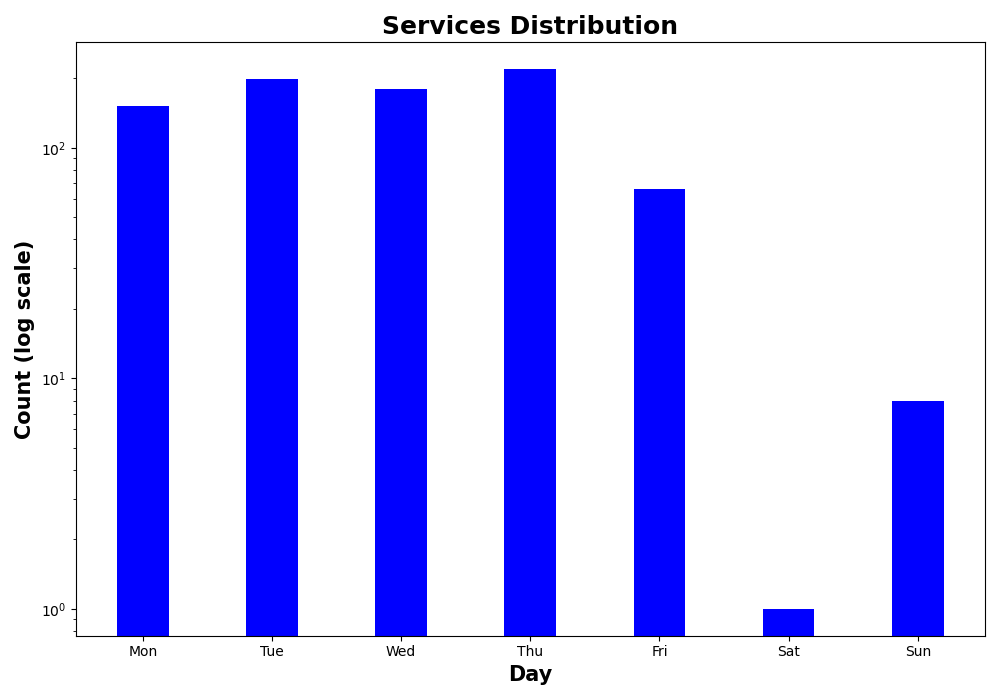 Services Distribution
Count (log scale)
10²
10¹
10⁰
Mon Tue Wed Thu Fri Sat Sun
Day